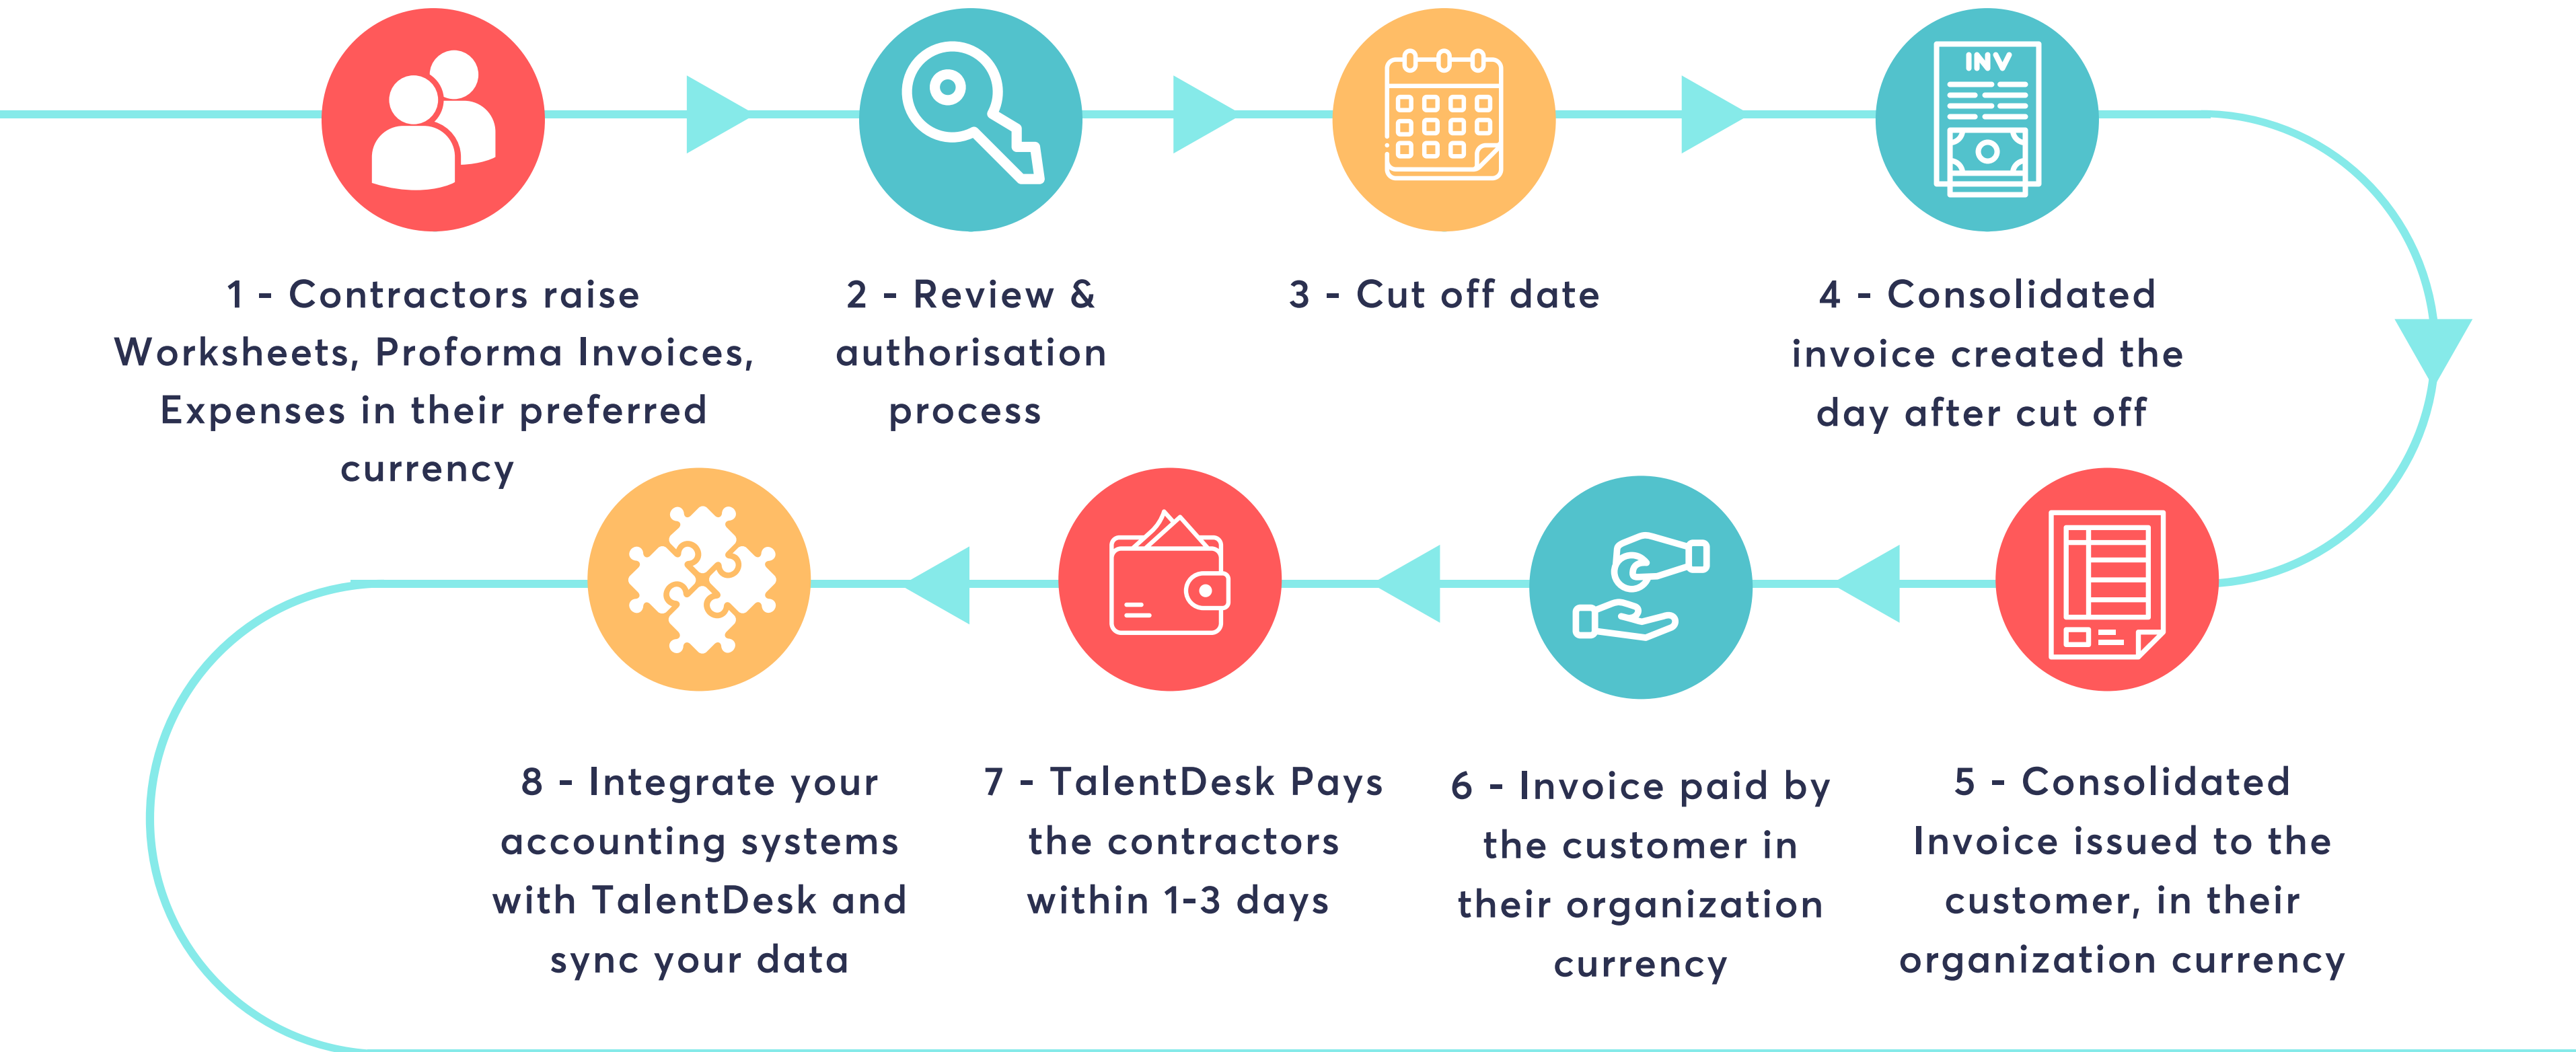 INV
1 - Contractors raise
Worksheets, Proforma Invoices,
Expenses in their preferred
currency
2 - Review &
authorisation
process
3 - Cut off date
4 - Consolidated
invoice created the
day after cut off
5 - Consolidated
Invoice issued to the
customer, in their
organization currency
6 - Invoice paid by
the customer in
their organization
currency
7 - TalentDesk Pays
the contractors
within 1-3 days
8 - Integrate your
accounting systems
with TalentDesk and
sync your data